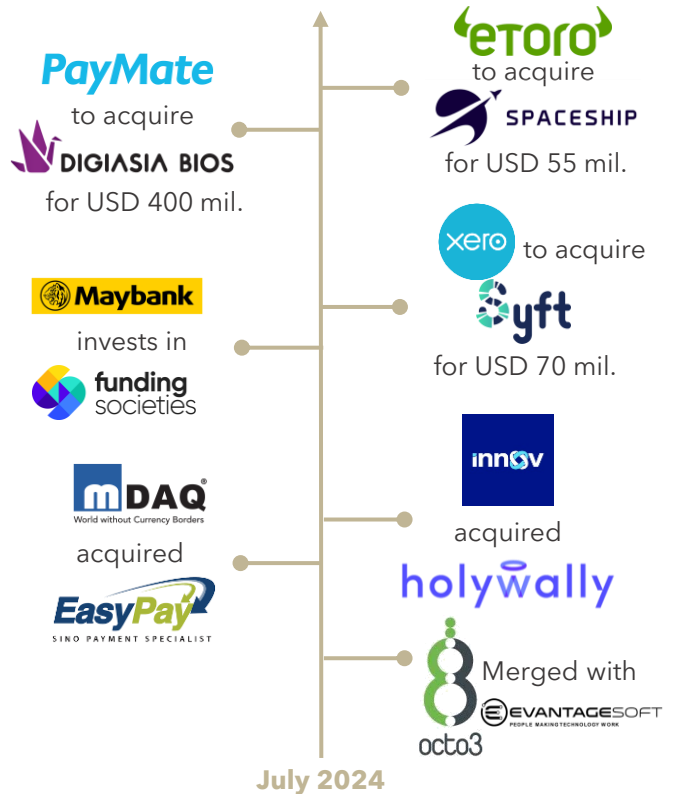 PayMate
to acquire
DIGIASIA BIOS
for USD 400 mil.
eTORO
to acquire
SPACESHIP
for USD 55 mil.
xero to acquire
Syft
for USD 70 mil.
Maybank
invests in
funding
societies
innov
acquired
holywally
mDAQ®
World without Currency Borders
acquired
EasyPay
SINO PAYMENT SPECIALIST
octo3
Merged with
EVANTAGESOFT
PEOPLE MAKING TECHNOLOGY WORK
July 2024